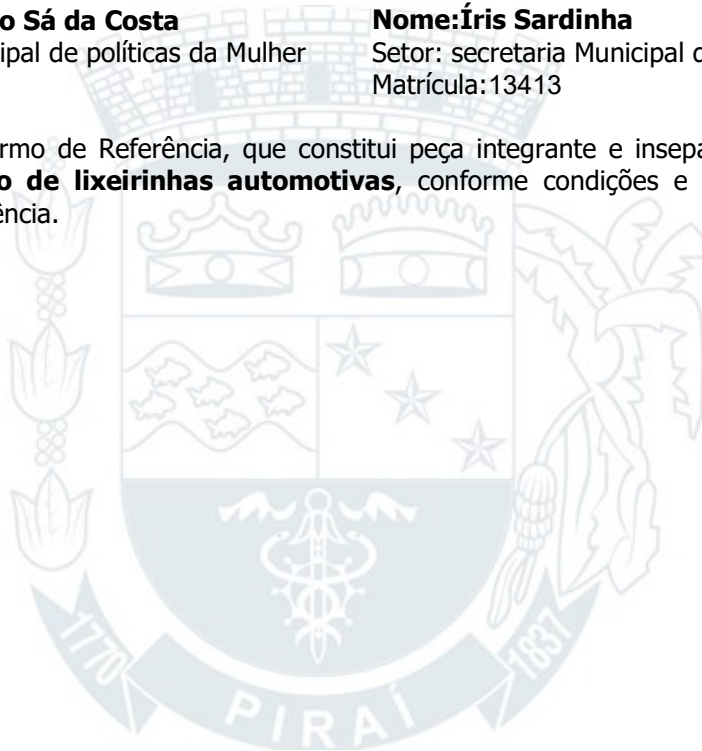 o Sá da Costa
ipal de políticas da Mulher
Nome:Íris Sardinha
Setor: secretaria Municipal d
Matrícula:13413
rmo de Referência, que constitui peça integrante e insepa
o de lixeirinhas automotivas, conforme condições e
ência.
1770
PIRAÍ
1837